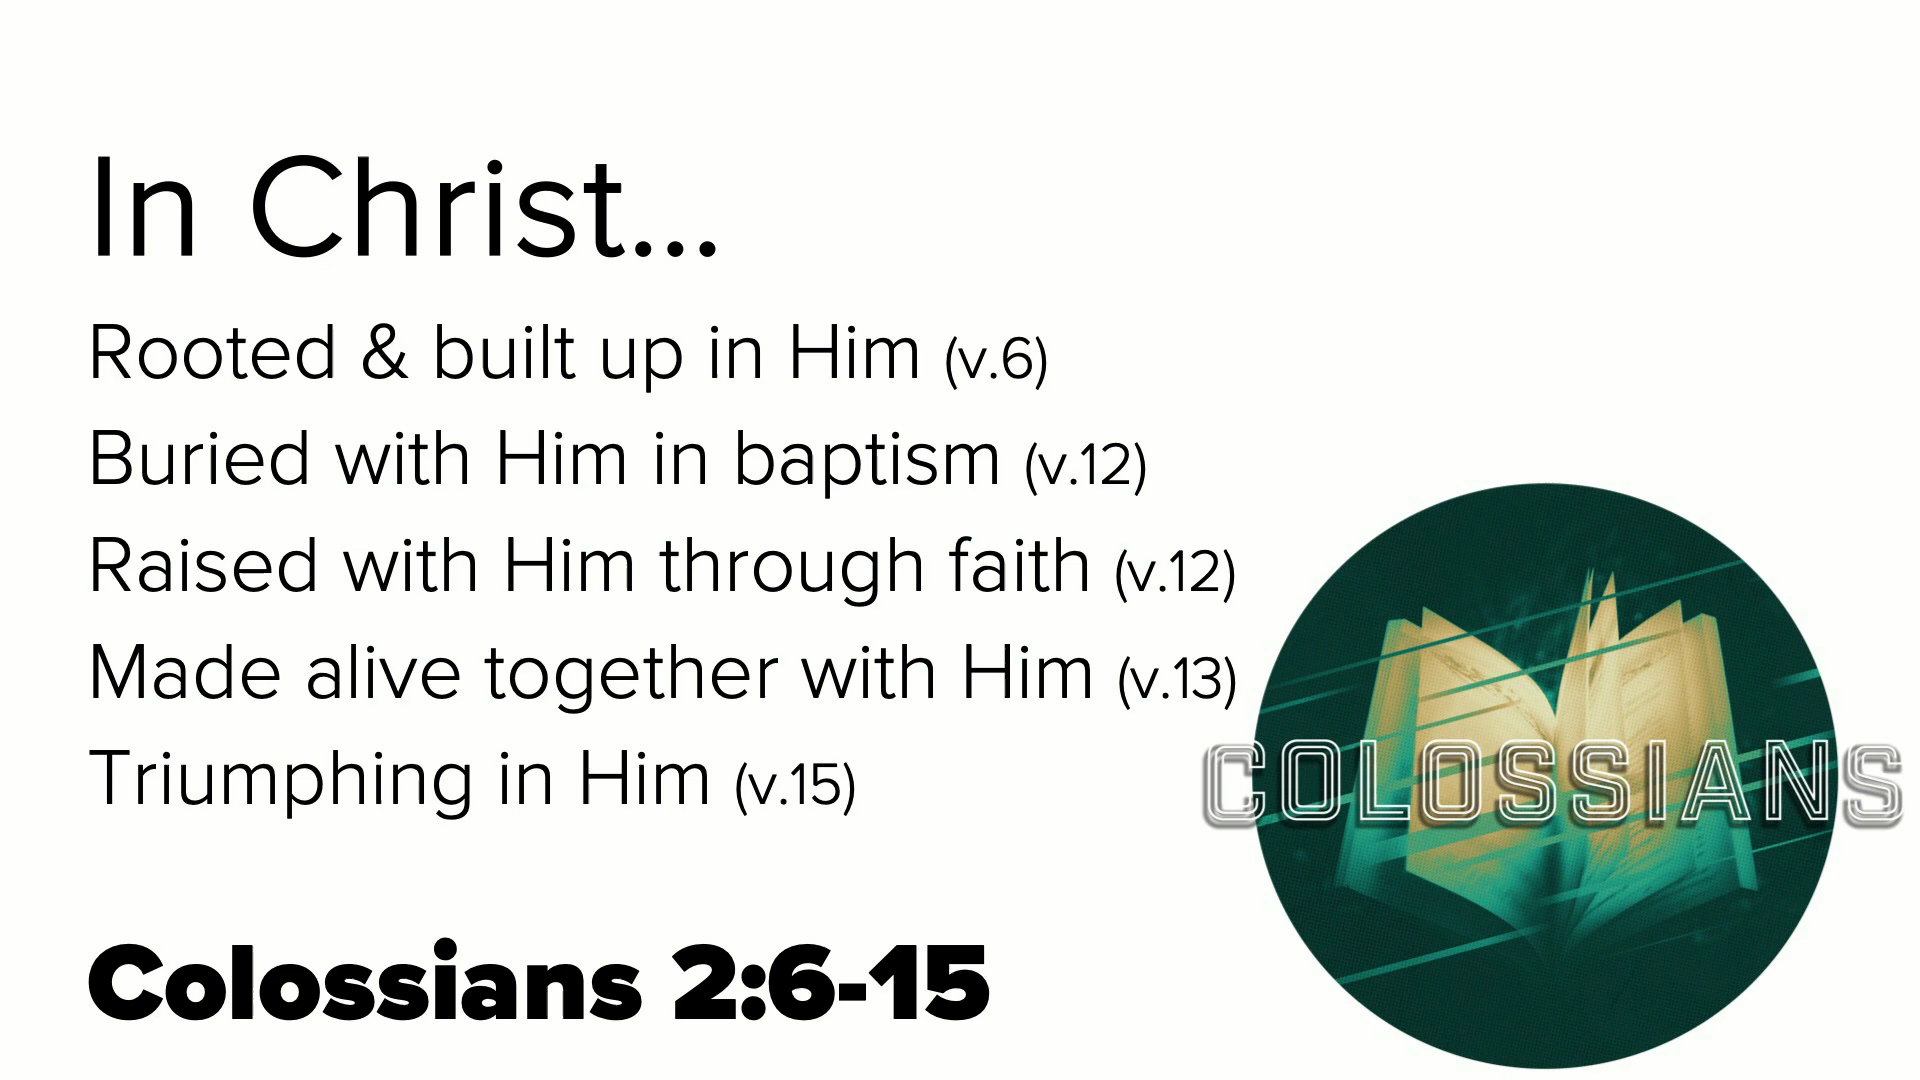 In Christ...
Rooted & built up in Him (v.6)
Buried with Him in baptism (v.12)
Raised with Him through faith (v.12)
Made alive together with Him (v.13)
Triumphing in Him (v.15)
COLOSSIANS
Colossians 2:6-15